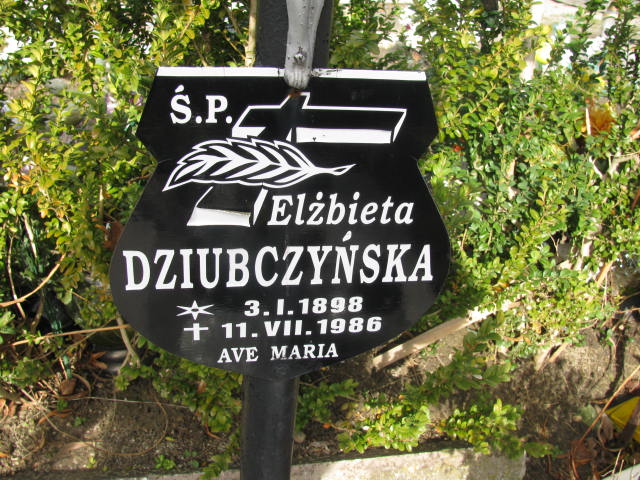 Ś.P.
Elżbieta
DZIUBCZYŃSKA
3.I.1898
11.VII.1986
AVE MARIA